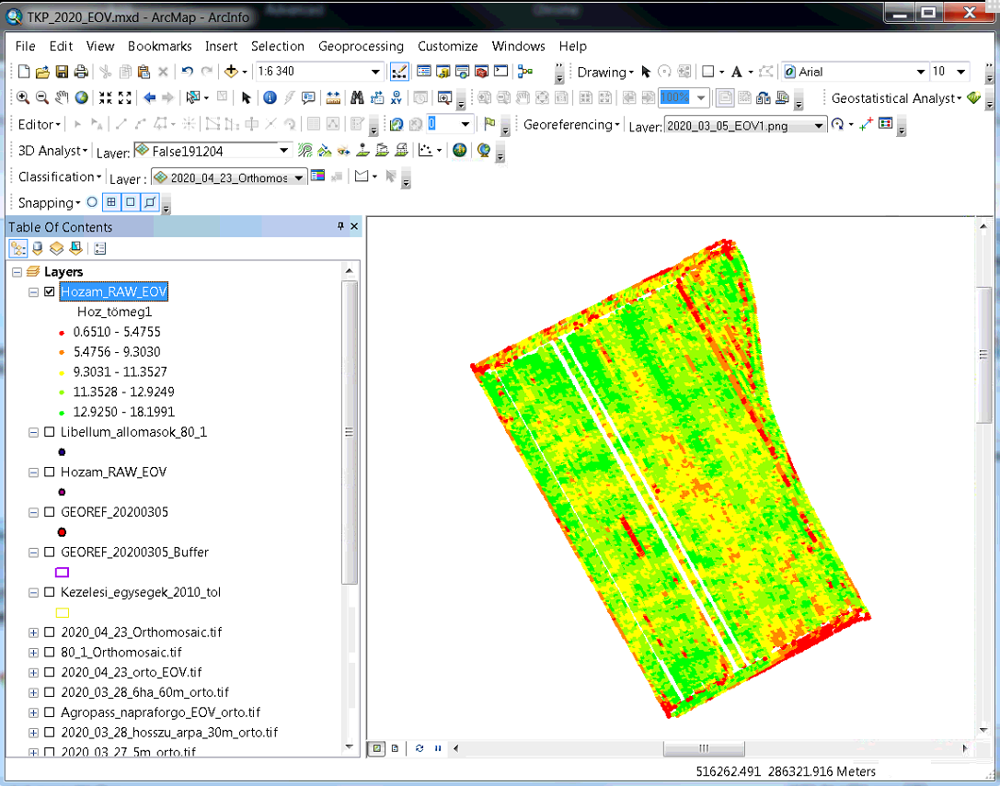 TKP_2020_EOV.mxd - ArcMap - ArcInfo
File Edit View Bookmarks Insert Selection Geoprocessing Customize Windows Help
1:6 340 Drawing Arial 10
100% Geostatistical Analyst
Editor 0 Georeferencing Layer: 2020_03_05_EOV1.png
3D Analyst Layer: False191204
Classification Layer : 2020_04_23_Orthomos
Snapping
Table Of Contents
Layers
Hozam_RAW_EOV
Hoz_tömeg1
0.6510 - 5.4755
5.4756 - 9.3030
9.3031 - 11.3527
11.3528 - 12.9249
12.9250 - 18.1991
Libellum_allomasok_80_1
Hozam_RAW_EOV
GEOREF_20200305
GEOREF_20200305_Buffer
Kezelesi_egysegek_2010_tol
2020_04_23_Orthomosaic.tif
80_1_Orthomosaic.tif
2020_04_23_orto_EOV.tif
2020_03_28_6ha_60m_orto.tif
Agropass_napraforgo_EOV_orto.tif
2020_03_28_hosszu_arpa_30m_orto.tif
2020_03_27_5m_orto.tif
516262.491 286321.916 Meters